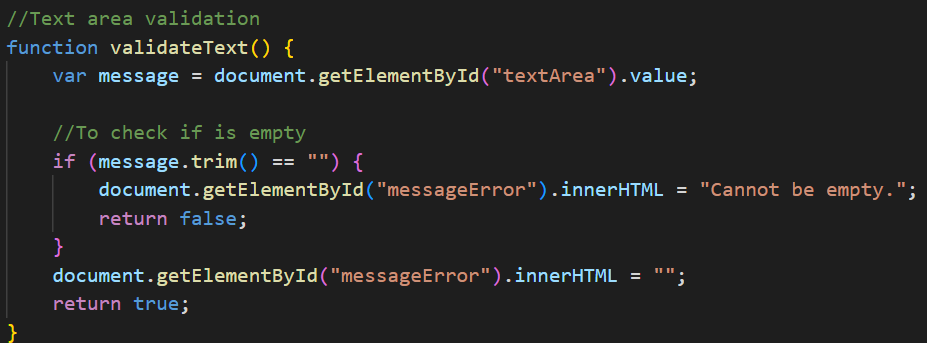 //Text area validation
function validateText() {
    var message = document.getElementById("textArea").value;

    //To check if is empty
    if (message.trim() == "") {
        document.getElementById("messageError").innerHTML = "Cannot be empty.";
        return false;
    }
    document.getElementById("messageError").innerHTML = "";
    return true;
}